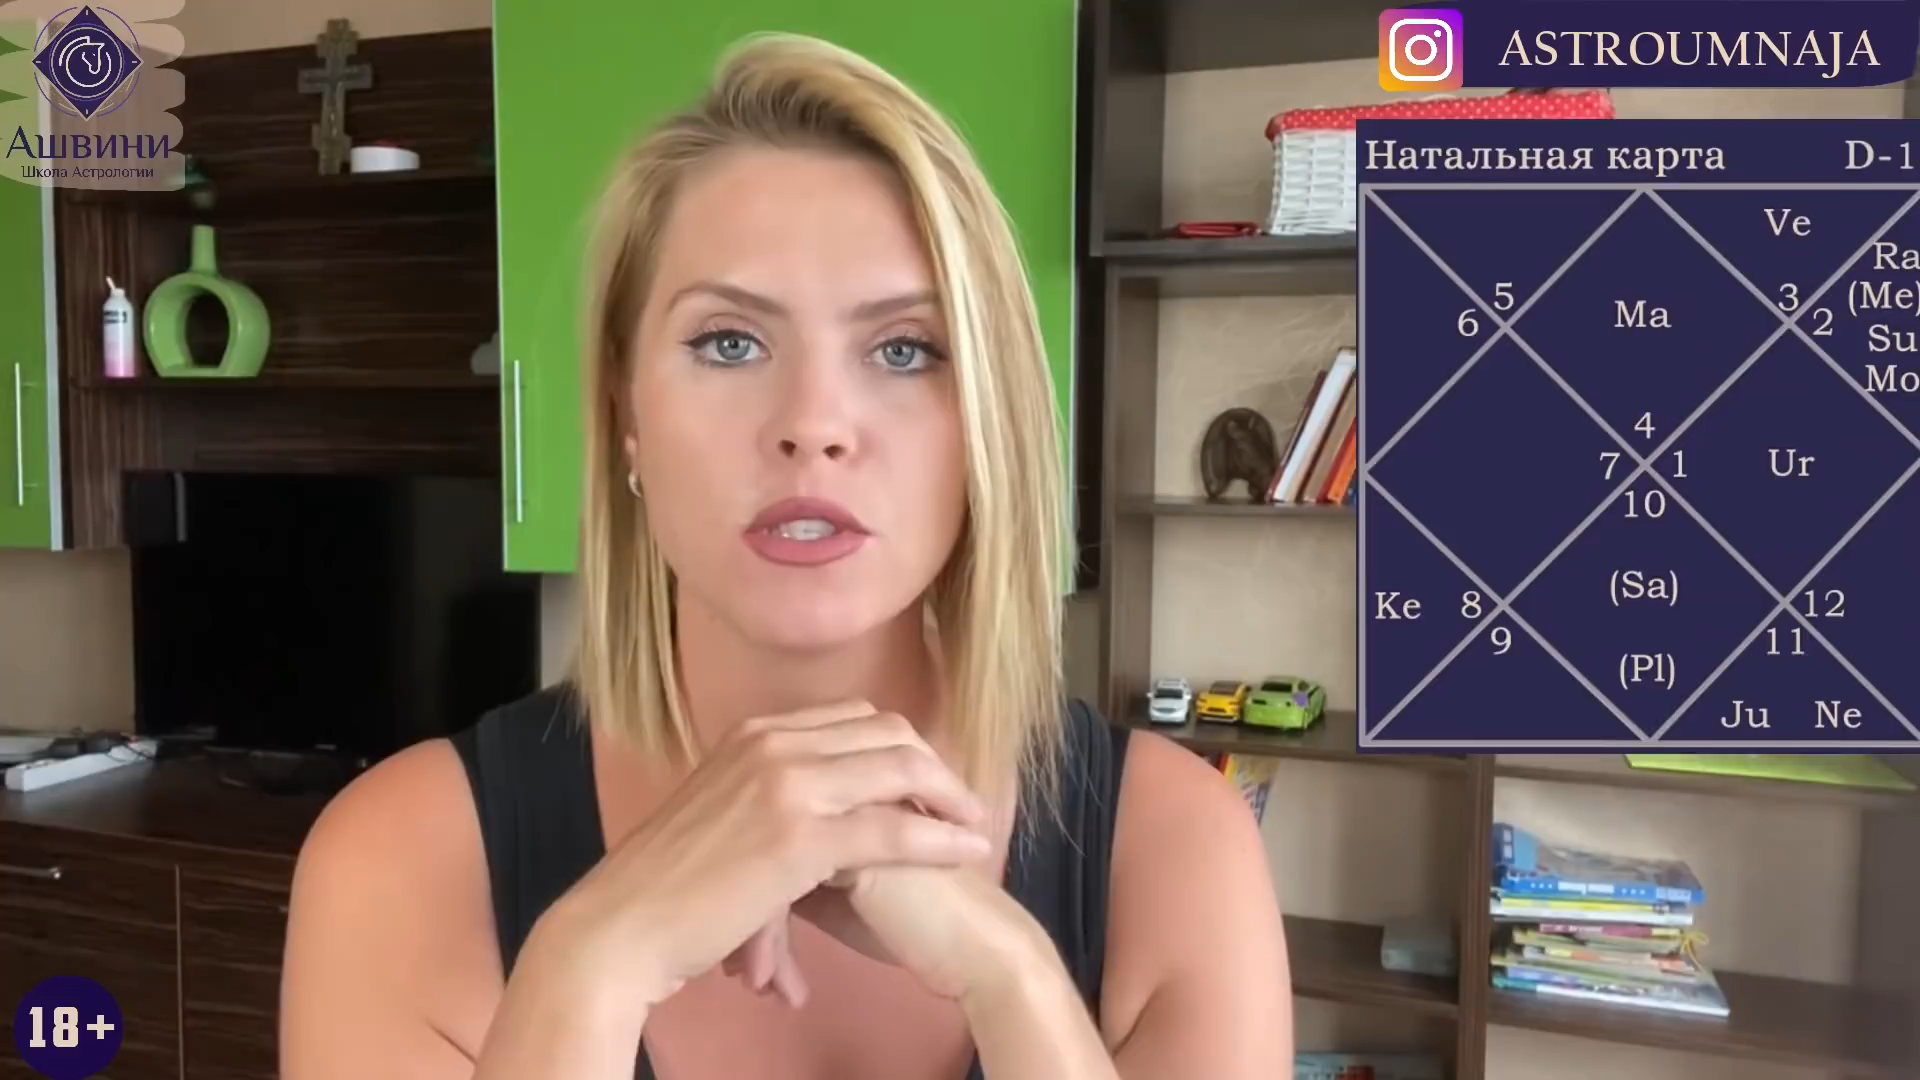 Ашвини
Школа Астрологии
ASTROUMNAJA
Натальная карта D-1
Ve
Ra
(Me)
Su
Mo
5
6
Ma
3
2
4
7
1
Ur
10
(Sa)
(Pl)
Ke
8
9
12
11
Ju Ne
18+